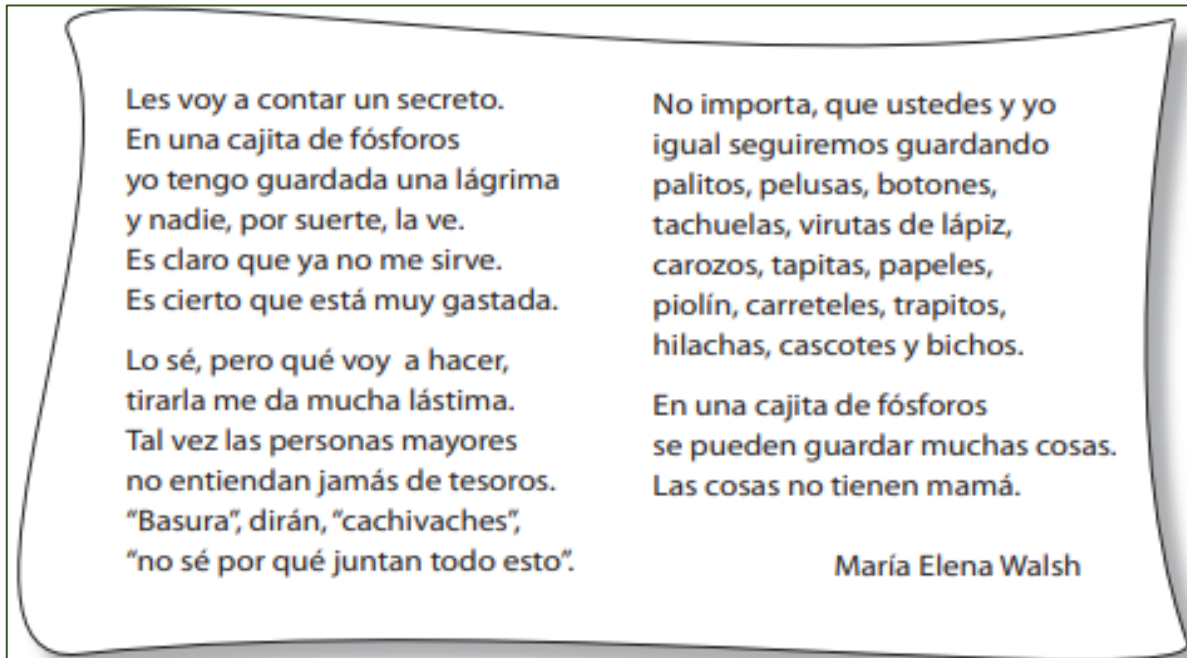 Les voy a contar un secreto.
En una cajita de fósforos
yo tengo guardada una lágrima
y nadie, por suerte, la ve.
Es claro que ya no me sirve.
Es cierto que está muy gastada.
Lo sé, pero qué voy a hacer,
tirarla me da mucha lástima.
Tal vez las personas mayores
no entiendan jamás de tesoros.
“Basura”, dirán, “cachivaches”,
“no sé por qué juntan todo esto”.
No importa, que ustedes y yo
igual seguiremos guardando
palitos, pelusas, botones,
tachuelas, virutas de lápiz,
carozos, tapitas, papeles,
piolín, carreteles, trapitos,
hilachas, cascotes y bichos.
En una cajita de fósforos
se pueden guardar muchas cosas.
Las cosas no tienen mamá.
María Elena Walsh